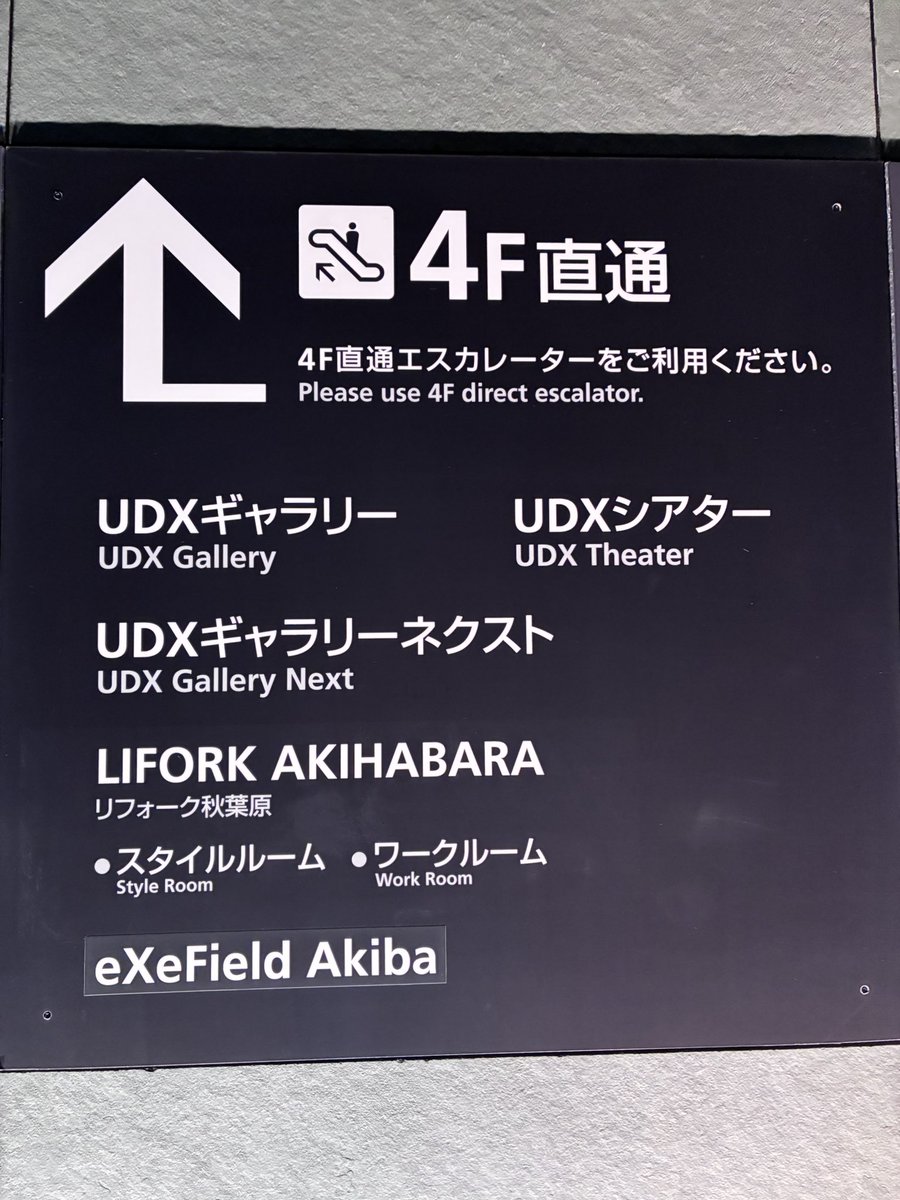 4F直通
4F直通エスカレーターをご利用ください。
Please use 4F direct escalator.
UDXギャラリー
UDX Gallery
UDXシアター
UDX Theater
UDXギャラリーネクスト
UDX Gallery Next
LIFORK AKIHABARA
リフォーク秋葉原
●スタイルルーム ●ワークルーム
Style Room Work Room
eXeField Akiba